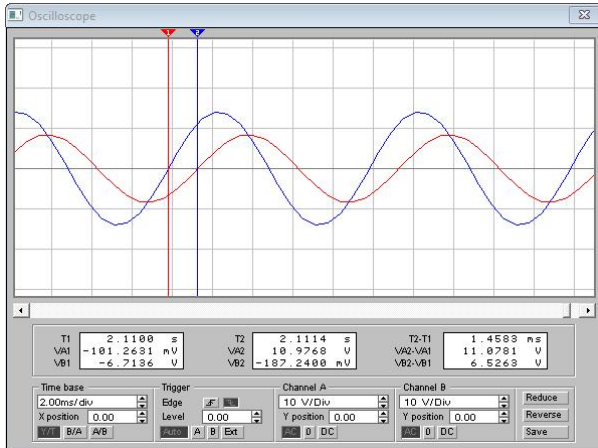 Oscilloscope
1 2
T1 2.1100 s T2 2.1114 s T2-T1 1.4583 ms
VA1 -101.2631 mV VA2 10.9768 V VA2-VA1 11.0781 V
VB1 -6.7136 V VB2 -187.2400 mV VB2-VB1 6.5263 V
Time base Trigger Channel A Channel B
2.00ms/div Edge 10 V/Div 10 V/Div Reduce
X position 0.00 Level 0.00 Y position 0.00 Y position 0.00 Reverse
Y/T B/A A/B Auto A B Ext AC 0 DC AC 0 DC Save